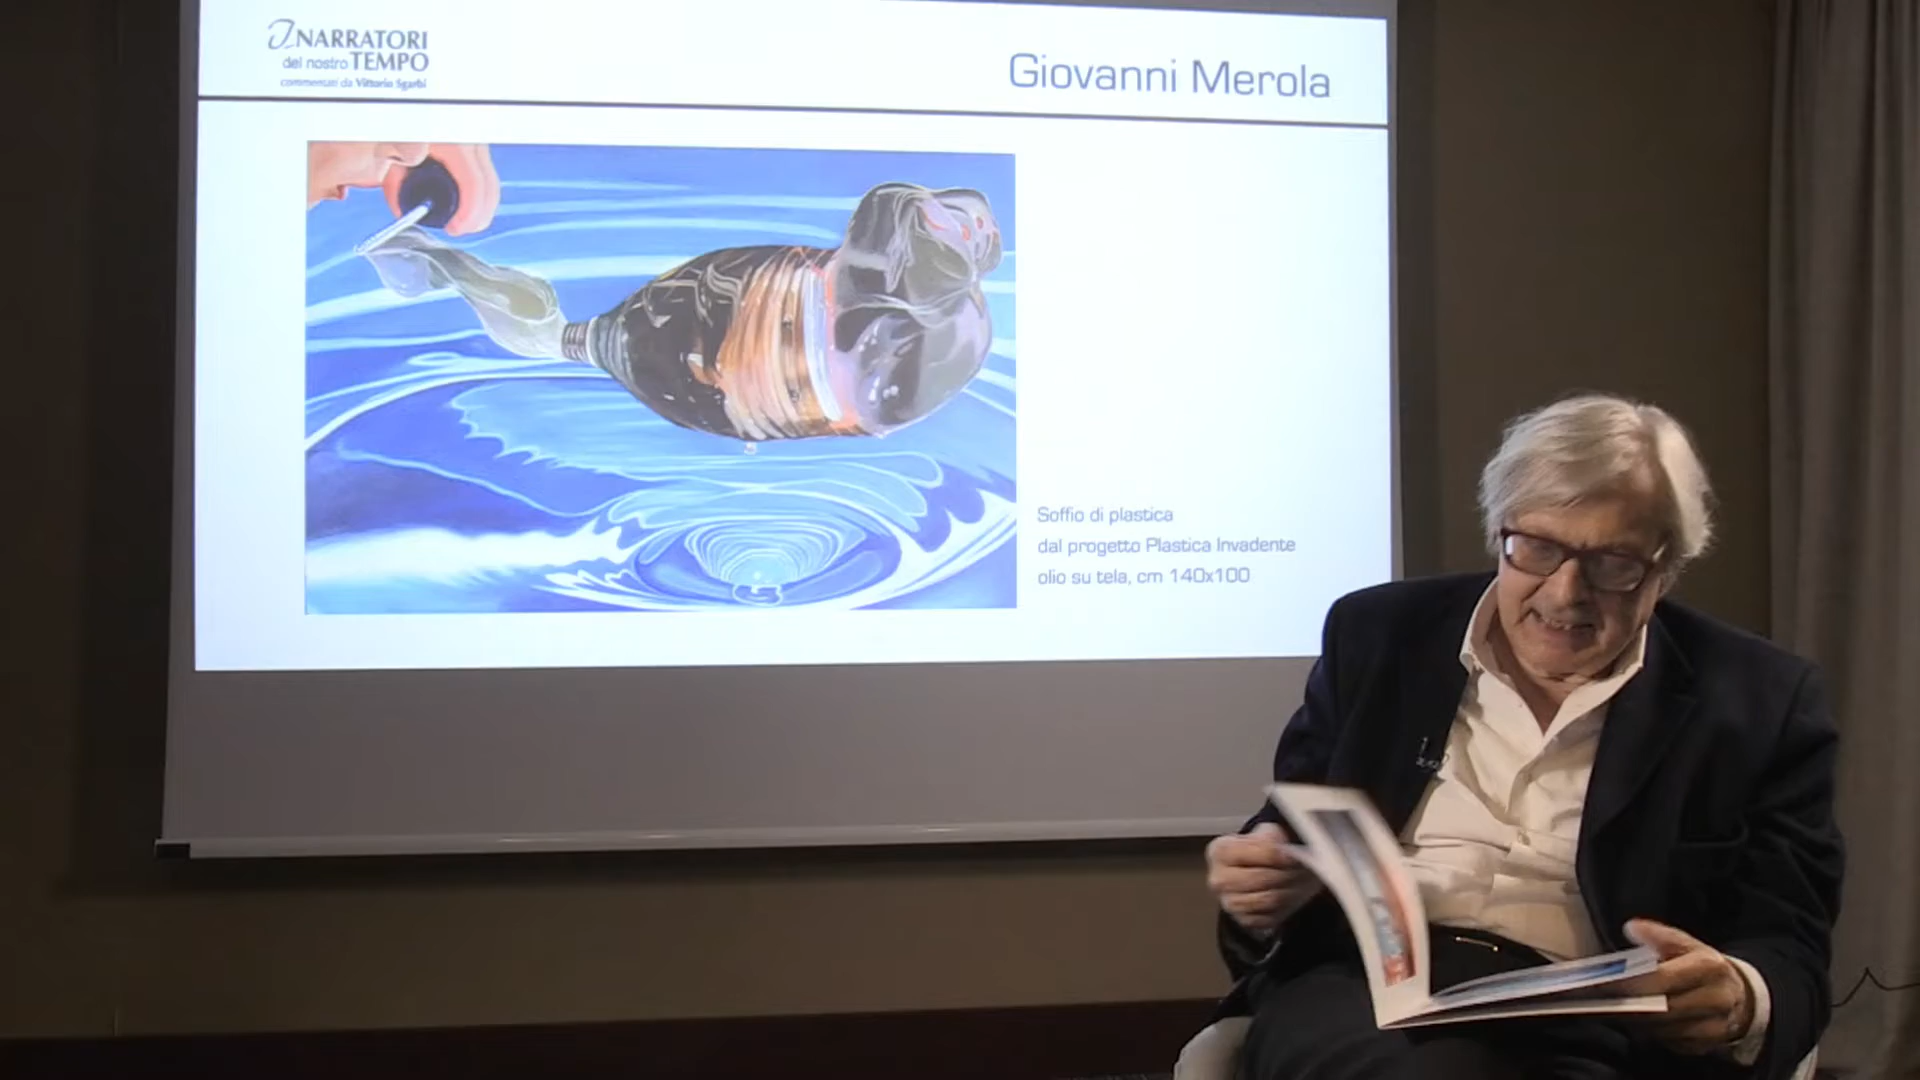 I NARRATORI
del nostro TEMPO
commentati da Vittorio Sgarbi
Giovanni Merola
Soffio di plastica
dal progetto Plastica Invadente
olio su tela, cm 140x100